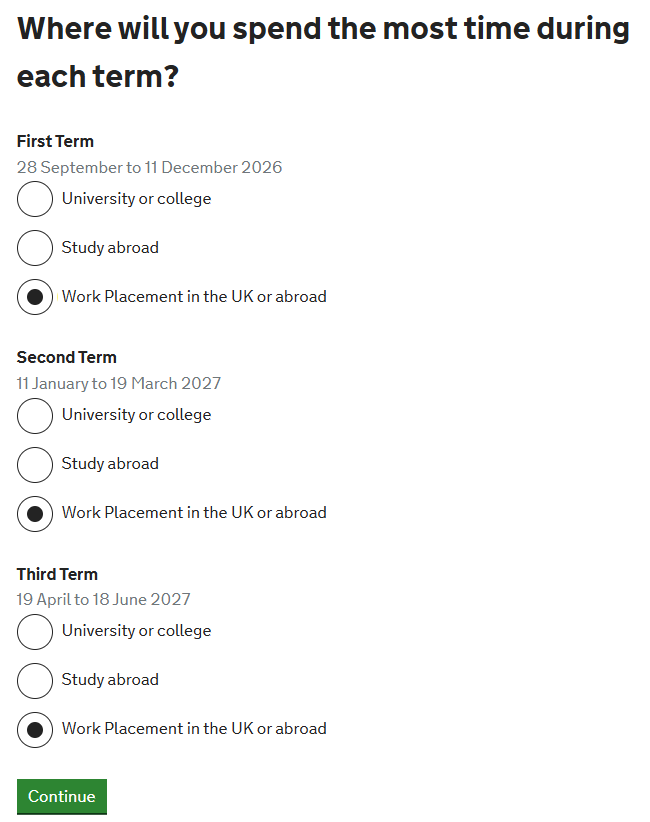 Where will you spend the most time during
each term?
First Term
28 September to 11 December 2026
University or college
Study abroad
Work Placement in the UK or abroad
Second Term
11 January to 19 March 2027
University or college
Study abroad
Work Placement in the UK or abroad
Third Term
19 April to 18 June 2027
University or college
Study abroad
Work Placement in the UK or abroad
Continue